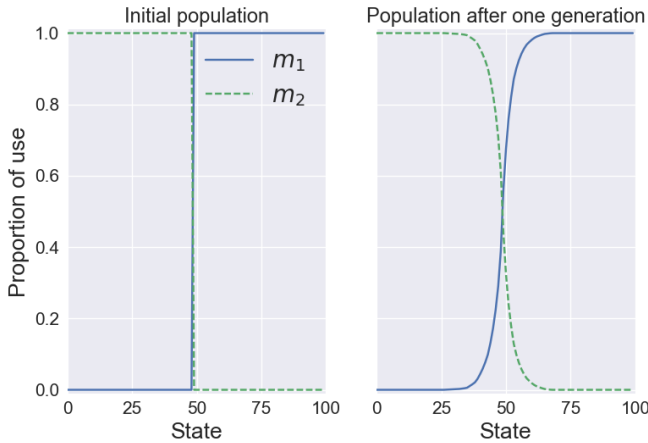 Initial population
Population after one generation
m1
m2
Proportion of use
1.0
0.8
0.6
0.4
0.2
0.0
0 25 50 75 100
0 25 50 75 100
State
State